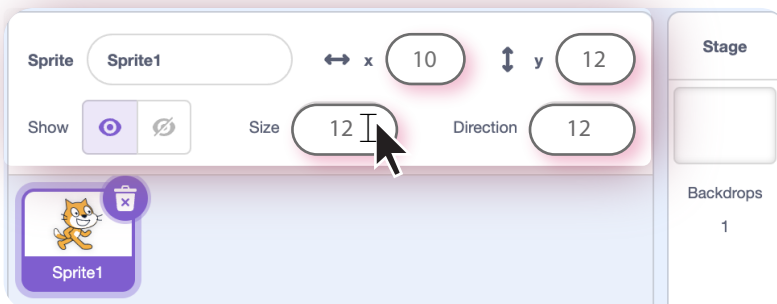 Sprite Sprite1 x 10 y 12
Show Size 12 Direction 12
Sprite1
Stage
Backdrops
1